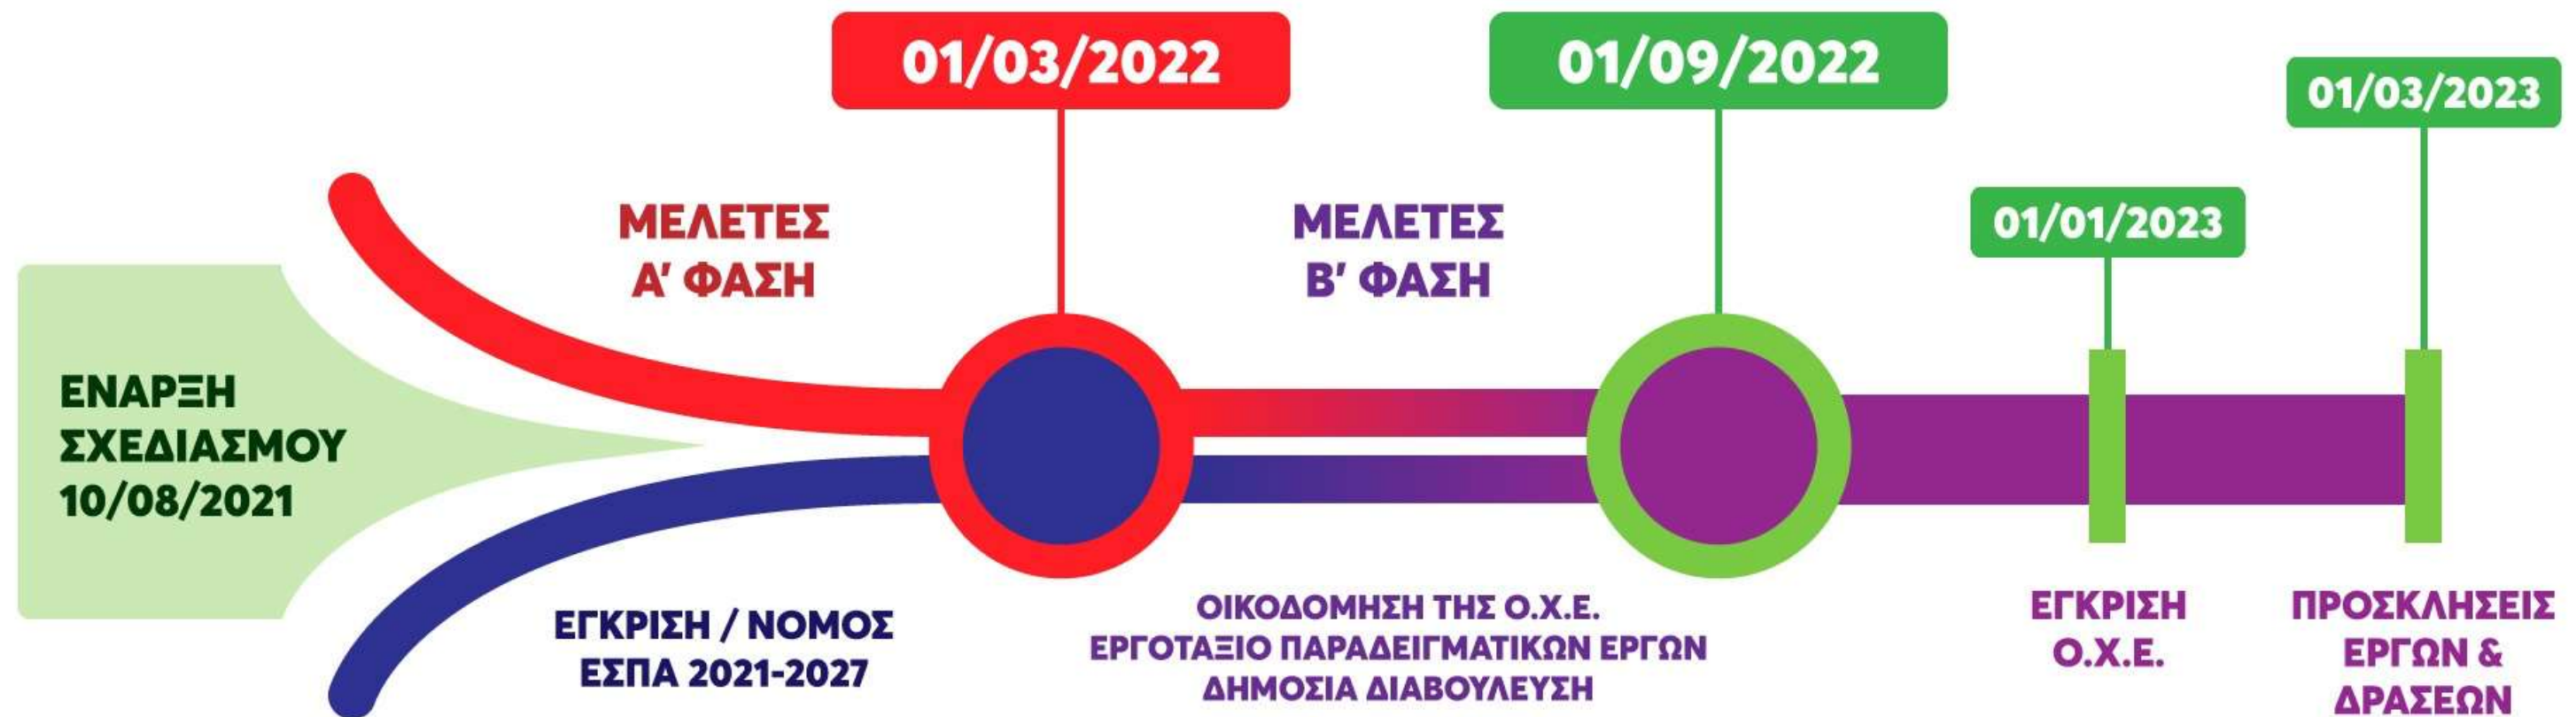 ΕΝΑΡΞΗ
ΣΧΕΔΙΑΣΜΟΥ
10/08/2021
ΜΕΛΕΤΕΣ
Α' ΦΑΣΗ
ΕΓΚΡΙΣΗ / ΝΟΜΟΣ
ΕΣΠΑ 2021-2027
01/03/2022
ΜΕΛΕΤΕΣ
Β' ΦΑΣΗ
ΟΙΚΟΔΟΜΗΣΗ ΤΗΣ Ο.Χ.Ε.
ΕΡΓΟΤΑΞΙΟ ΠΑΡΑΔΕΙΓΜΑΤΙΚΩΝ ΕΡΓΩΝ
ΔΗΜΟΣΙΑ ΔΙΑΒΟΥΛΕΥΣΗ
01/09/2022
01/01/2023
ΕΓΚΡΙΣΗ
Ο.Χ.Ε.
01/03/2023
ΠΡΟΣΚΛΗΣΕΙΣ
ΕΡΓΩΝ &
ΔΡΑΣΕΩΝ